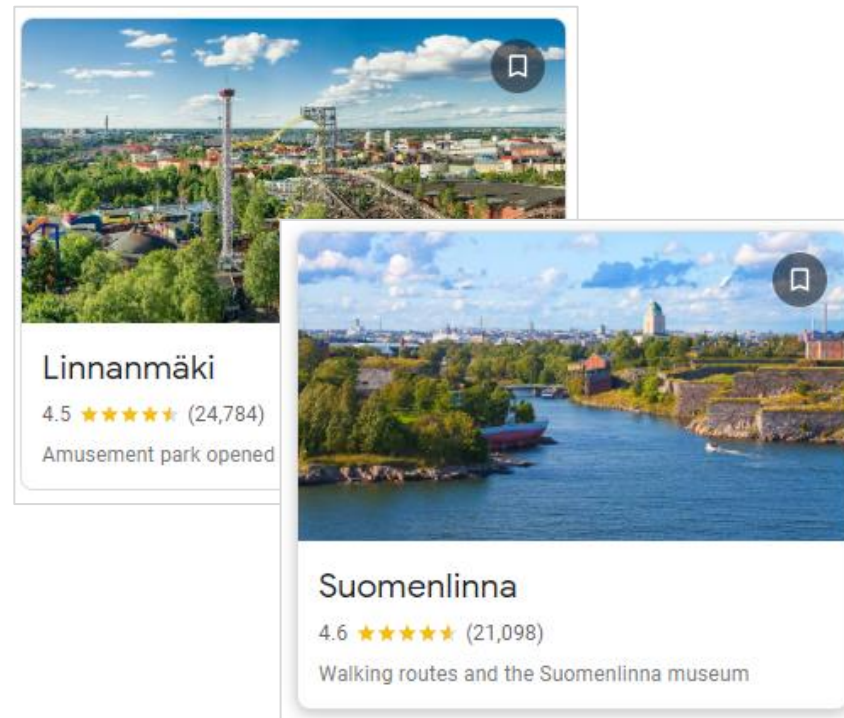 Linnanmäki
4.5 (24,784)
Amusement park opened
Suomenlinna
4.6 (21,098)
Walking routes and the Suomenlinna museum